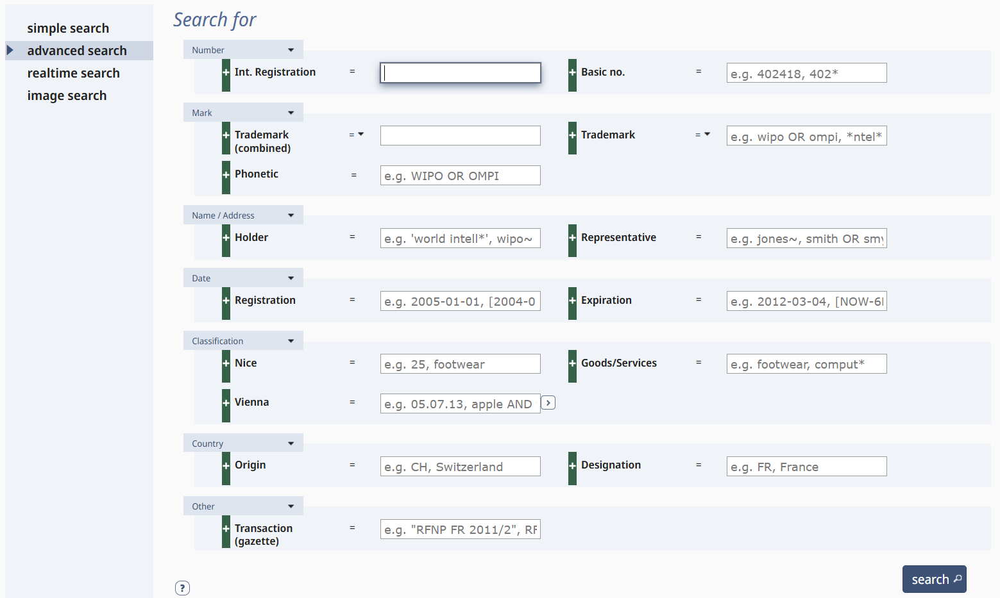 simple search
advanced search
realtime search
image search
Search for
Number
Int. Registration = Basic no. = e.g. 402418, 402*
Mark
Trademark (combined) = Trademark = e.g. wipo OR ompi, *ntel*
Phonetic = e.g. WIPO OR OMPI
Name / Address
Holder = e.g. 'world intell*', wipo~ Representative = e.g. jones~, smith OR smy
Date
Registration = e.g. 2005-01-01, [2004-0 Expiration = e.g. 2012-03-04, [NOW-6
Classification
Nice = e.g. 25, footwear Goods/Services = e.g. footwear, comput*
Vienna = e.g. 05.07.13, apple AND >
Country
Origin = e.g. CH, Switzerland Designation = e.g. FR, France
Other
Transaction (gazette) = e.g. "RFNP FR 2011/2", RF
search
?